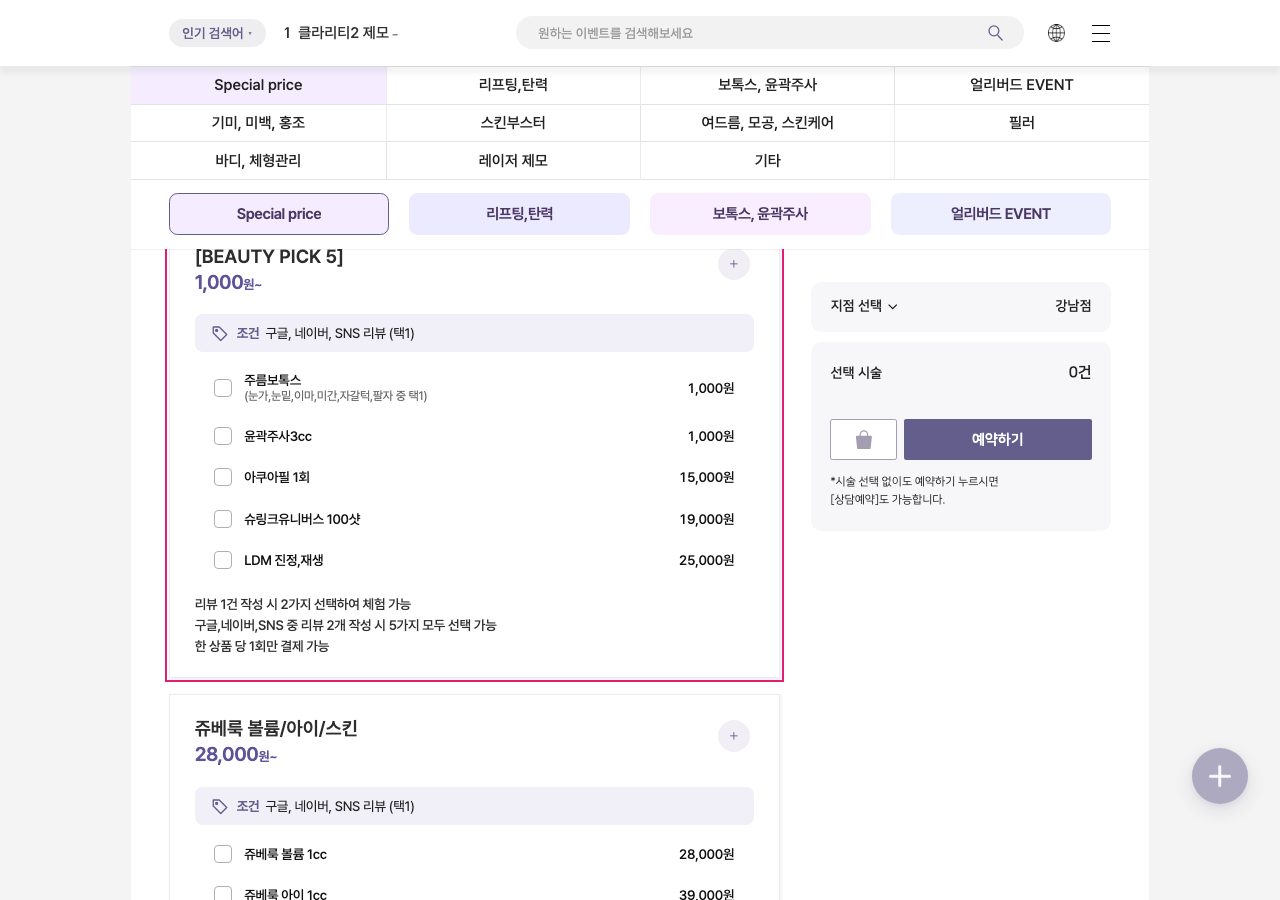 인기 검색어
1 클라리티2 제모 -
원하는 이벤트를 검색해보세요
Special price
리프팅,탄력
보톡스, 윤곽주사
얼리버드 EVENT
기미, 미백, 홍조
스킨부스터
여드름, 모공, 스킨케어
필러
바디, 체형관리
레이저 제모
기타
Special price
리프팅,탄력
보톡스, 윤곽주사
얼리버드 EVENT
[BEAUTY PICK 5]
1,000원~
조건 구글, 네이버, SNS 리뷰 (택1)
주름보톡스
(눈가,눈밑,이마,미간,자갈턱,팔자 중 택1)
1,000원
윤곽주사3cc
1,000원
아쿠아필 1회
15,000원
슈링크유니버스 100샷
19,000원
LDM 진정,재생
25,000원
리뷰 1건 작성 시 2가지 선택하여 체험 가능
구글,네이버,SNS 중 리뷰 2개 작성 시 5가지 모두 선택 가능
한 상품 당 1회만 결제 가능
지점 선택
강남점
선택 시술
0건
예약하기
*시술 선택 없이도 예약하기 누르시면
[상담예약]도 가능합니다.
쥬베룩 볼륨/아이/스킨
28,000원~
조건 구글, 네이버, SNS 리뷰 (택1)
쥬베룩 볼륨 1cc
28,000원
쥬베룩 아이 1cc
39,000원